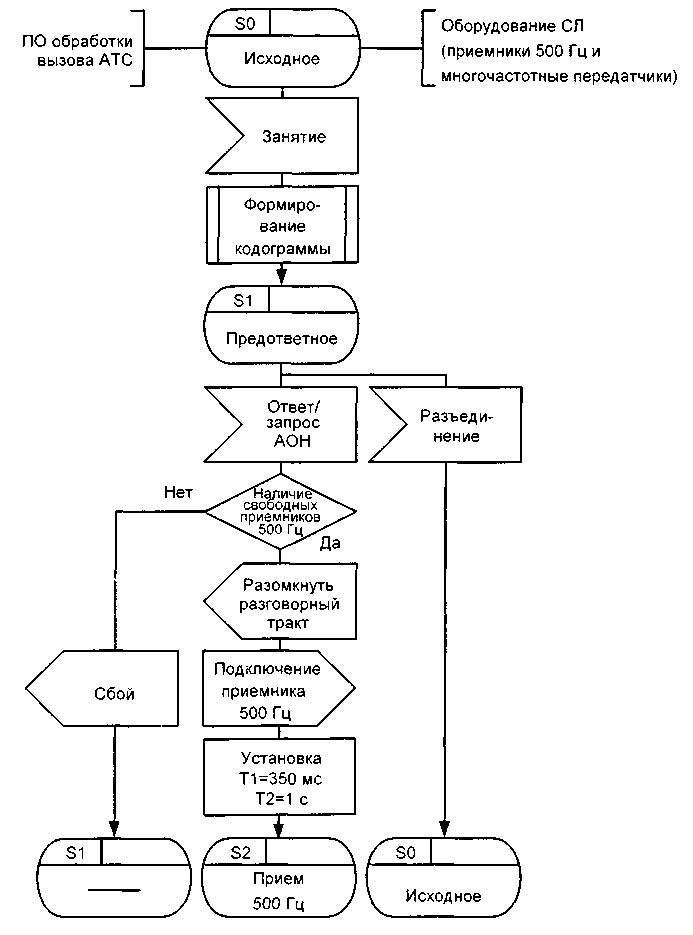 ПО обработки
вызова АТС
S0
Исходное
Оборудование СЛ
(приемники 500 Гц и
многочастотные передатчики)
Занятие
Формиро-
вание
кодограммы
S1
Предответное
Ответ/
запрос
АОН
Разъеди-
нение
Нет
Наличие
свободных
приемников
500 Гц
Да
Разомкнуть
разговорный
тракт
Сбой
Подключение
приемника
500 Гц
Установка
Т1=350 мс
Т2=1 с
S1
S2
Прием
500 Гц
S0
Исходное